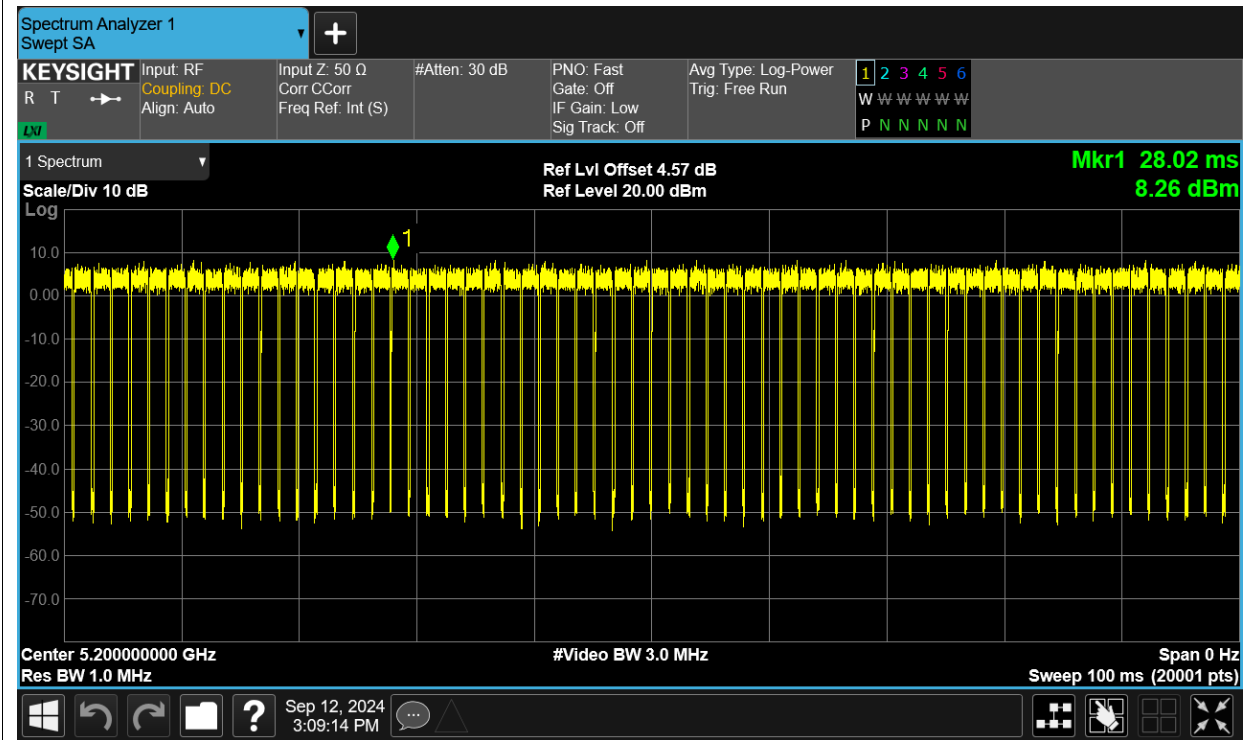 Spectrum Analyzer 1
Swept SA
KEYSIGHT
R T
LXI
Input: RF
Coupling: DC
Align: Auto
Input Z: 50 Ω
Corr CCorr
Freq Ref: Int (S)
#Atten: 30 dB
PNO: Fast
Gate: Off
IF Gain: Low
Sig Track: Off
Avg Type: Log-Power
Trig: Free Run
1 2 3 4 5 6
W W W W W W
P N N N N N
1 Spectrum
Scale/Div 10 dB
Log
Ref Lvl Offset 4.57 dB
Ref Level 20.00 dBm
Mkr1 28.02 ms
8.26 dBm
1
10.0
0.00
-10.0
-20.0
-30.0
-40.0
-50.0
-60.0
-70.0
Center 5.200000000 GHz
Res BW 1.0 MHz
#Video BW 3.0 MHz
Span 0 Hz
Sweep 100 ms (20001 pts)
?
Sep 12, 2024
3:09:14 PM